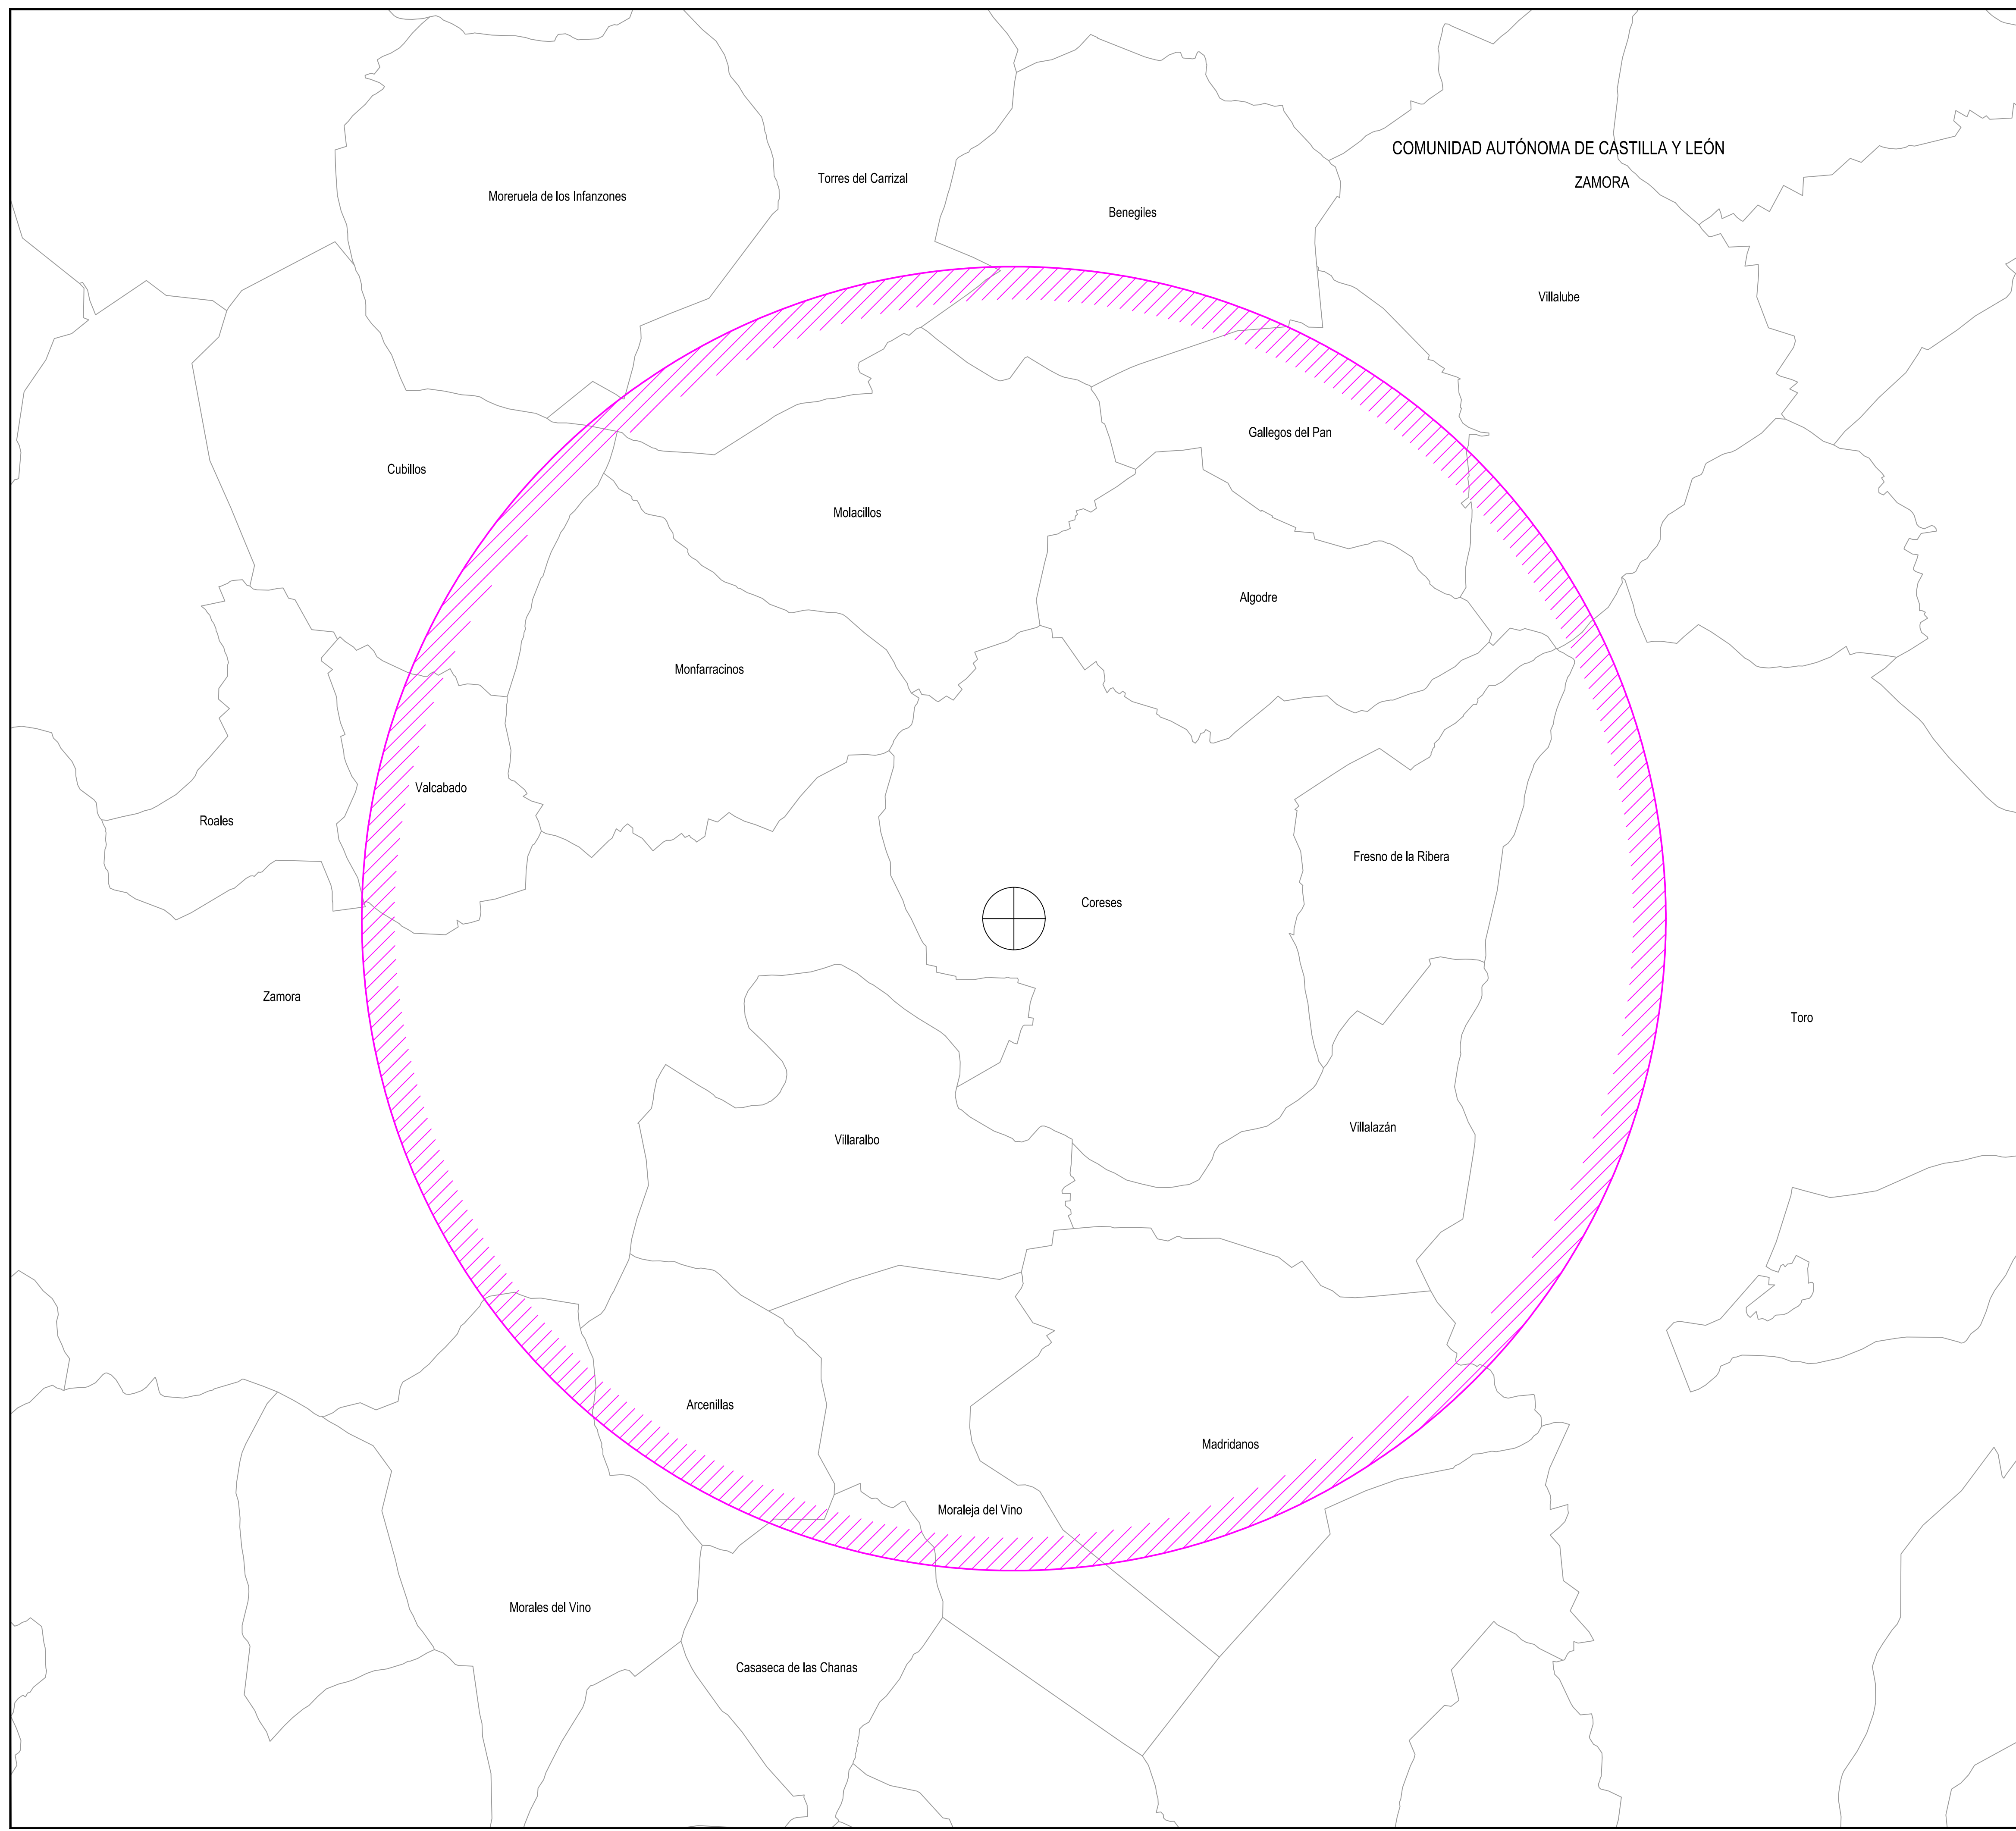 COMUNIDAD AUTÓNOMA DE CASTILLA Y LEÓN
ZAMORA
Torres del Carrizal
Moreruela de los Infanzones
Benegiles
Villalube
Gallegos del Pan
Cubillos
Molacillos
Algodre
Monfarracinos
Valcabado
Roales
Fresno de la Ribera
Coreses
Zamora
Toro
Villalazán
Villaralbo
Arcenillas
Madridanos
Moraleja del Vino
Morales del Vino
Casaseca de las Chanas